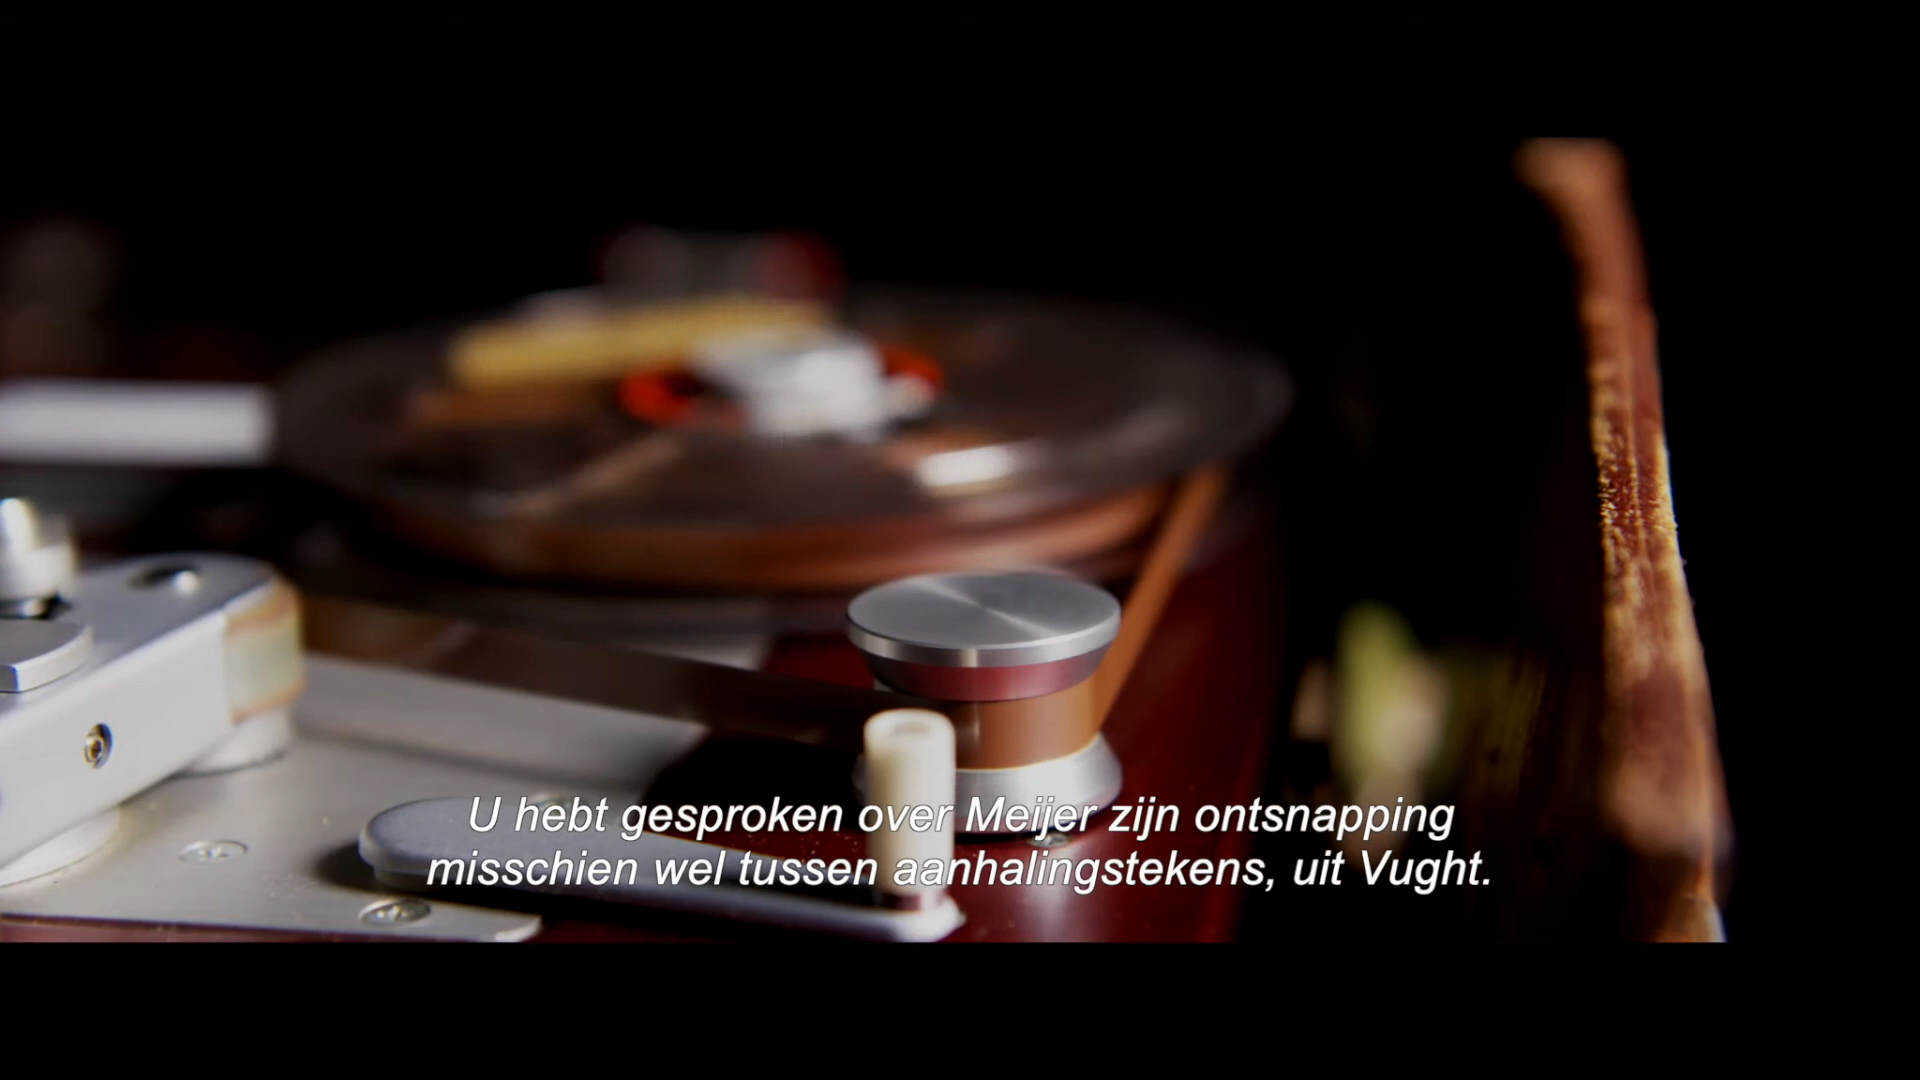 U hebt gesproken over Meijer zijn ontsnapping
misschien wel tussen aanhalingstekens, uit Vught.